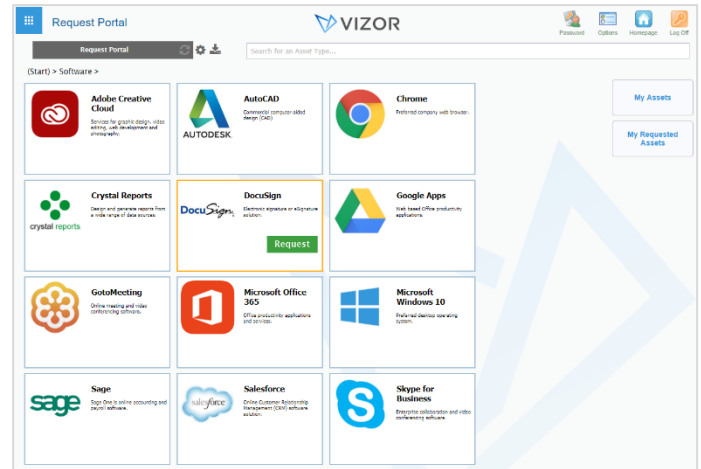 Request Portal
VIZOR
Password
Options
Homepage
Log Off
Request Portal
Search for an Asset Type...
(Start) > Software >
My Assets
My Requested
Assets
Adobe Creative
Cloud
Services for graphic design, video
editing, web development and
photography.
AUTODESK
AutoCAD
Commercial computer-aided
design (CAD)
Chrome
Preferred company web browser.
crystal reports
Crystal Reports
Design and generate reports from
a wide range of data sources.
DocuSign
DocuSign
Electronic signature or eSignature
solution.
Request
Google Apps
Web based Office productivity
applications.
GotoMeeting
Online meeting and video
conferencing software.
Microsoft Office
365
Office productivity applications
and services.
Microsoft
Windows 10
Preferred desktop operating
system.
sage
Sage
Sage One is online accounting and
payroll software.
salesforce
Salesforce
Online Customer Relationship
Management (CRM) software
solution.
S
Skype for
Business
Enterprise collaboration and video
conferencing software.